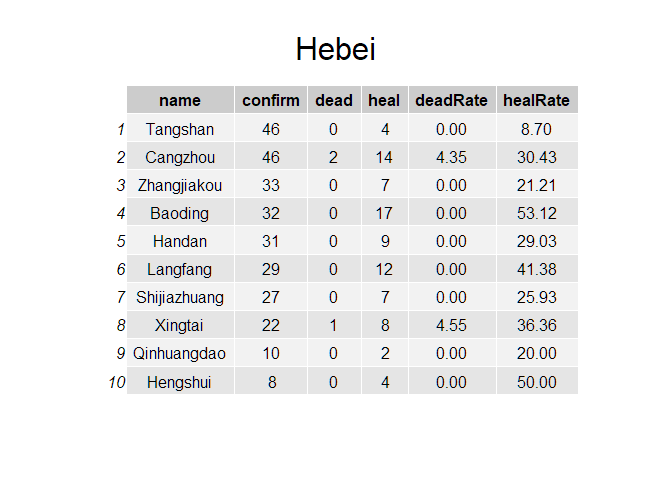 Hebei
name confirm dead heal deadRate healRate
1 Tangshan 46 0 4 0.00 8.70
2 Cangzhou 46 2 14 4.35 30.43
3 Zhangjiakou 33 0 7 0.00 21.21
4 Baoding 32 0 17 0.00 53.12
5 Handan 31 0 9 0.00 29.03
6 Langfang 29 0 12 0.00 41.38
7 Shijiazhuang 27 0 7 0.00 25.93
8 Xingtai 22 1 8 4.55 36.36
9 Qinhuangdao 10 0 2 0.00 20.00
10 Hengshui 8 0 4 0.00 50.00